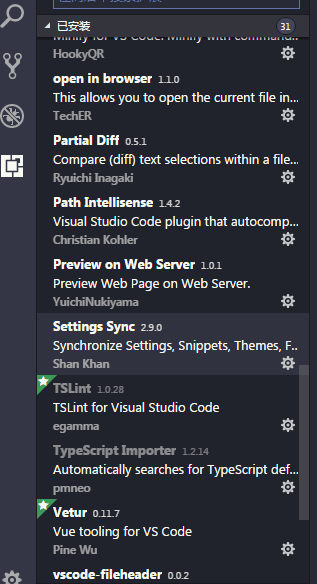 已安装 31
Minify for VS Code. Minify with command...
HookyQR
open in browser 1.1.0
This allows you to open the current file in...
TechER
Partial Diff 0.5.1
Compare (diff) text selections within a file...
Ryuichi Inagaki
Path Intellisense 1.4.2
Visual Studio Code plugin that autocomp...
Christian Kohler
Preview on Web Server 1.0.1
Preview Web Page on Web Server.
YuichiNukiyama
Settings Sync 2.9.0
Synchronize Settings, Snippets, Themes, F...
Shan Khan
TSLint 1.0.28
TSLint for Visual Studio Code
egamma
TypeScript Importer 1.2.14
Automatically searches for TypeScript def...
pmneo
Vetur 0.11.7
Vue tooling for VS Code
Pine Wu
vscode-fileheader 0.0.2